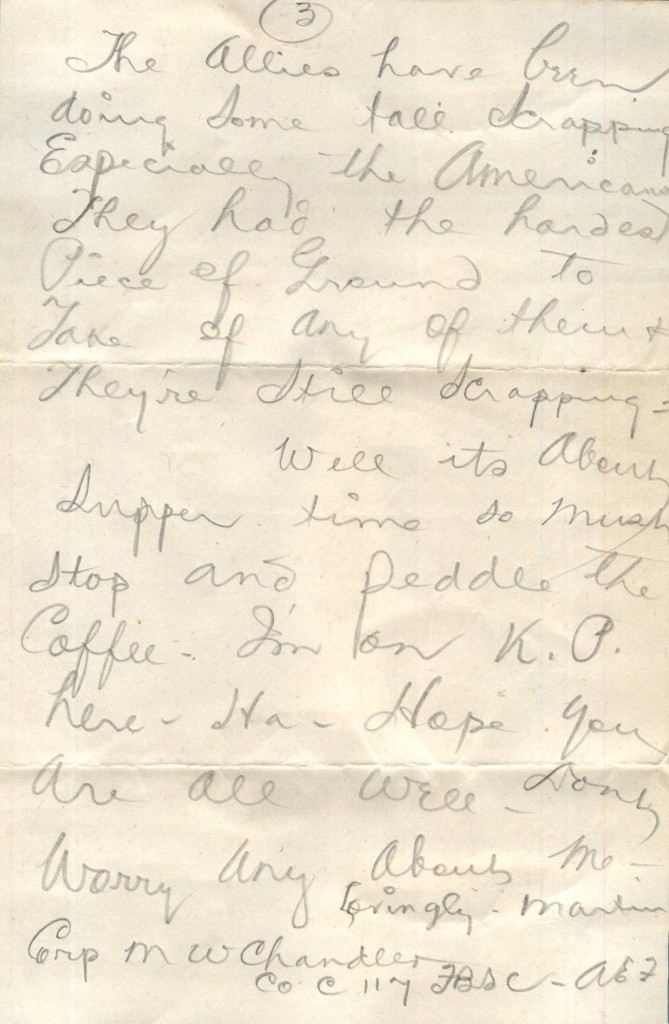 3
The Allies have been
doing some tall scrapping
Especially the Americans
They had the hardest
Piece of Ground to
Take of any of them +
They're Still Scrapping -
Well its About
Supper time so must
stop and peddle the
Coffee - I'm on K. P.
here - Ha - Hope you
Are all well - Dont
Worry Any About Me -
Lovingly - Martin
Corp M W Chandler
Co. C 117 FBSC - AEF